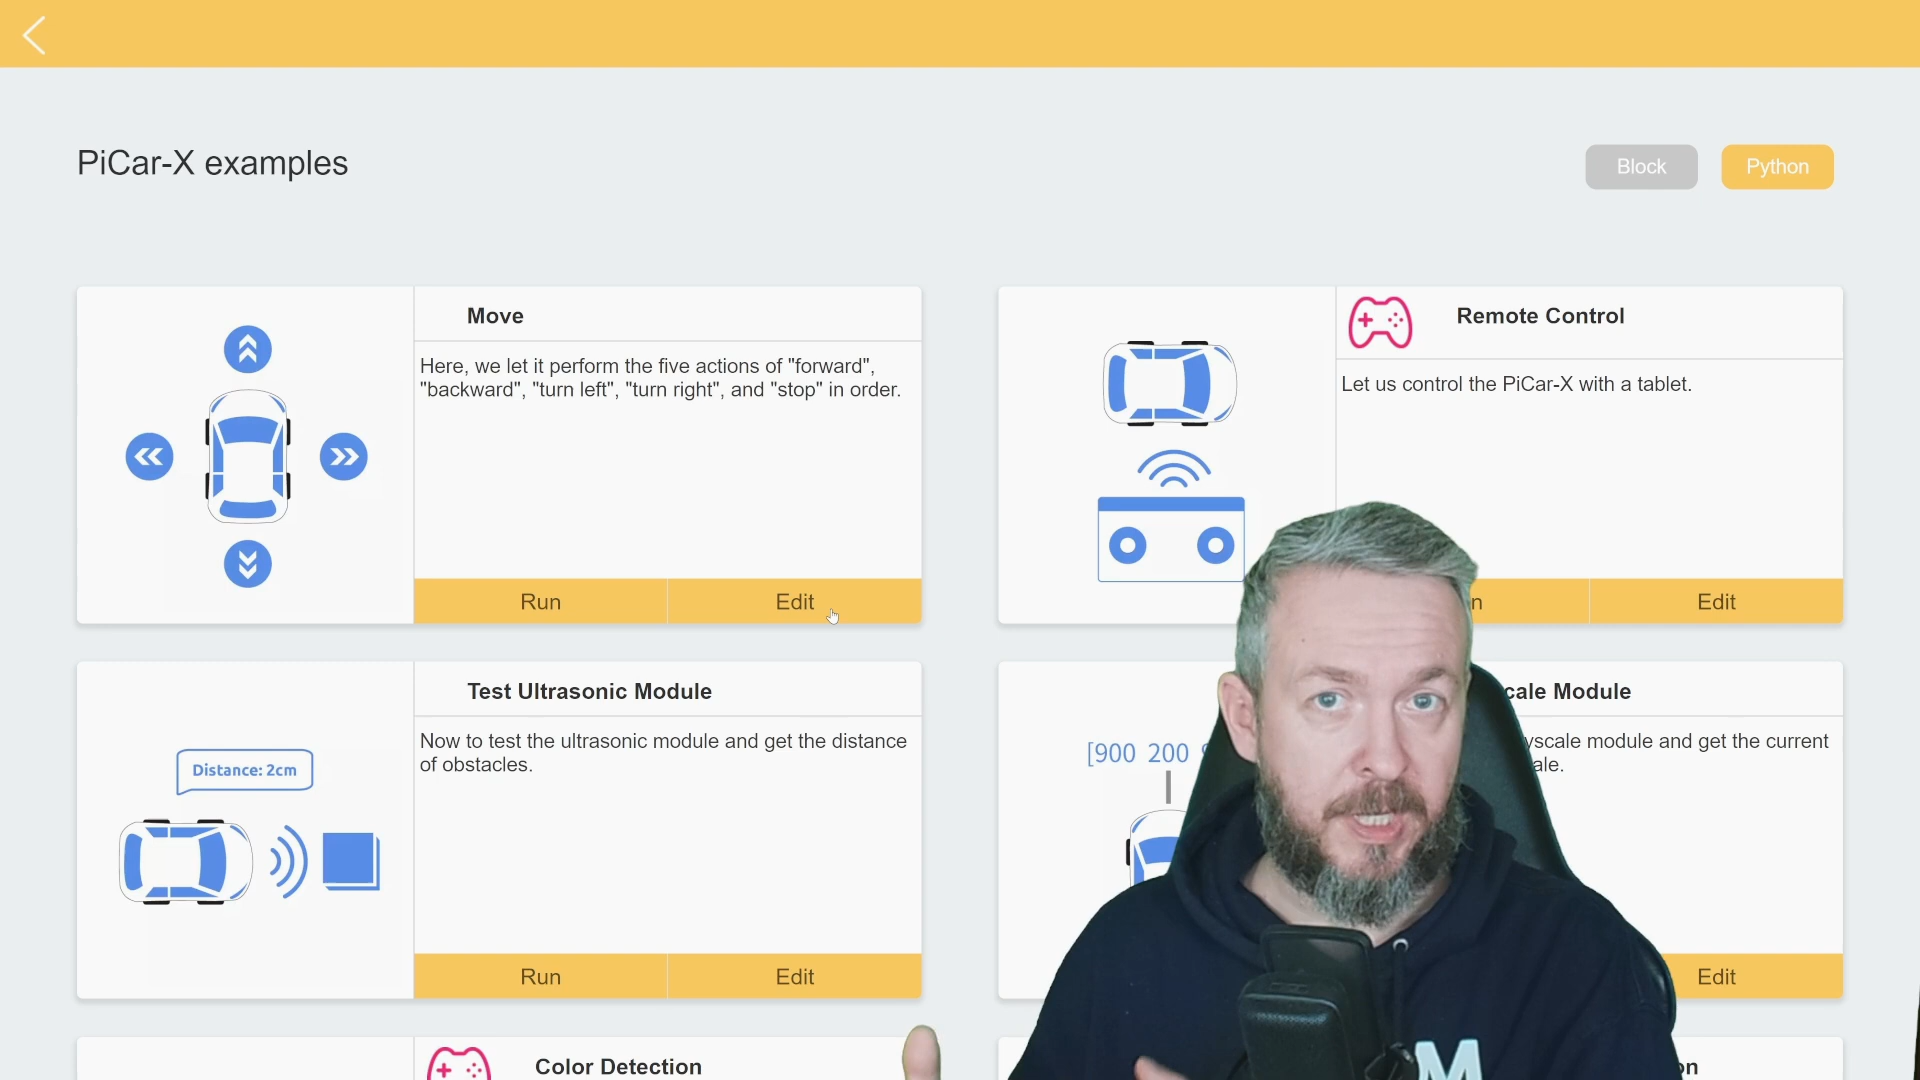 PiCar-X examples
Block
Python
Move
Here, we let it perform the five actions of "forward",
"backward", "turn left", "turn right", and "stop" in order.
Run
Edit
Remote Control
Let us control the PiCar-X with a tablet.
Edit
Test Ultrasonic Module
Now to test the ultrasonic module and get the distance
of obstacles.
Distance: 2cm
Run
Edit
Module
[900 200
module and get the current
Edit
Color Detection
M